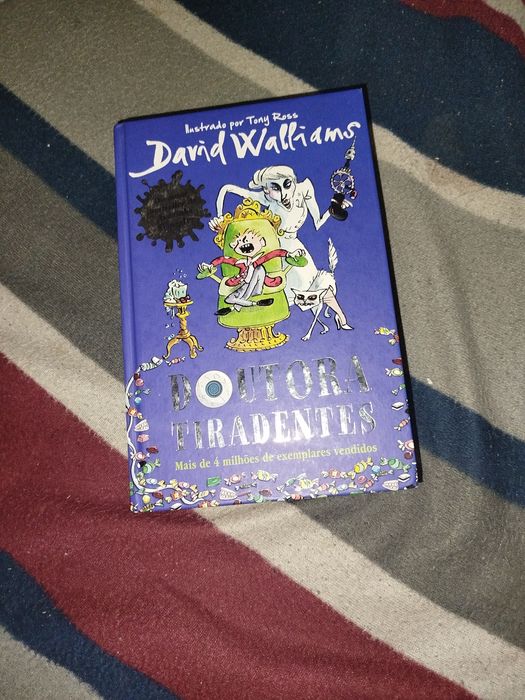 Ilustrado por Tony Ross
David Walliams
DOUTORA
TIRADENTES
Mais de 4 milhões de exemplares vendidos